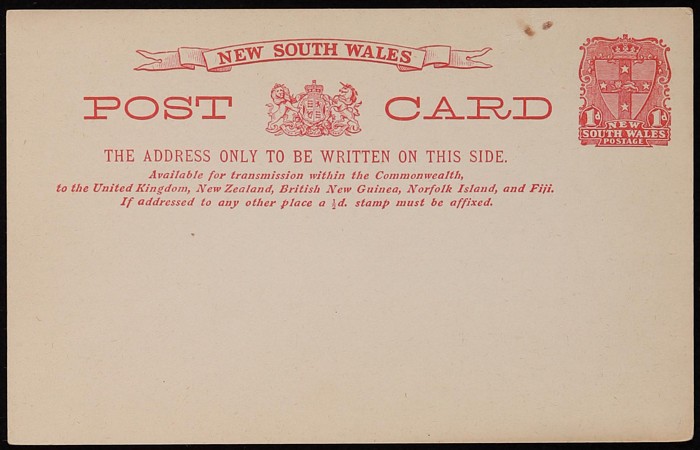 NEW SOUTH WALES
POST CARD
1d 1d
NEW
SOUTH WALES
POSTAGE
THE ADDRESS ONLY TO BE WRITTEN ON THIS SIDE.
Available for transmission within the Commonwealth,
to the United Kingdom, New Zealand, British New Guinea, Norfolk Island, and Fiji.
If addressed to any other place a ½d. stamp must be affixed.